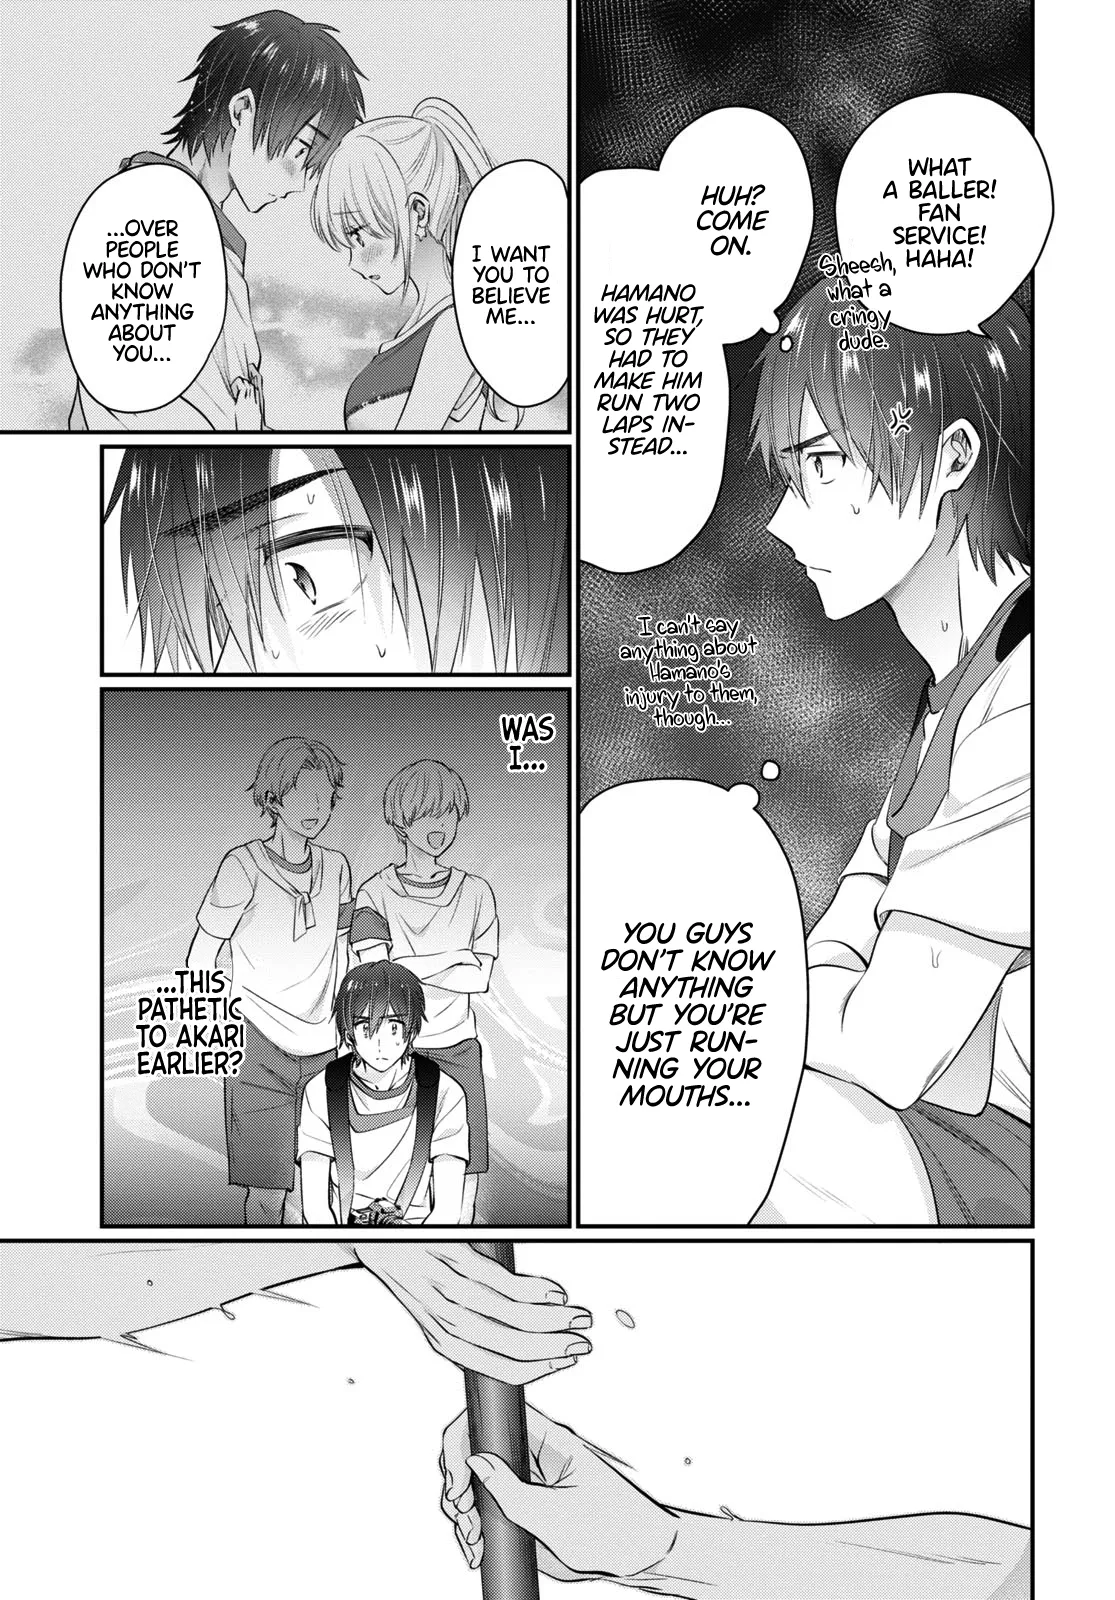 WHAT
A BALLER!
FAN
SERVICE!
HAHA!
Sheesh,
what a
cringy
dude.
HUH?
COME
ON.
HAMANO
WAS HURT,
SO THEY
HAD TO
MAKE HIM
RUN TWO
LAPS IN-
STEAD...
I can't say
anything about
Hamano's
injury to them,
though...
YOU GUYS
DON'T KNOW
ANYTHING
BUT YOU'RE
JUST RUN-
NING YOUR
MOUTHS...
I WANT
YOU TO
BELIEVE
ME...
...OVER
PEOPLE
WHO DON'T
KNOW
ANYTHING
ABOUT
YOU...
WAS
I...
...THIS
PATHETIC
TO AKARI
EARLIER?